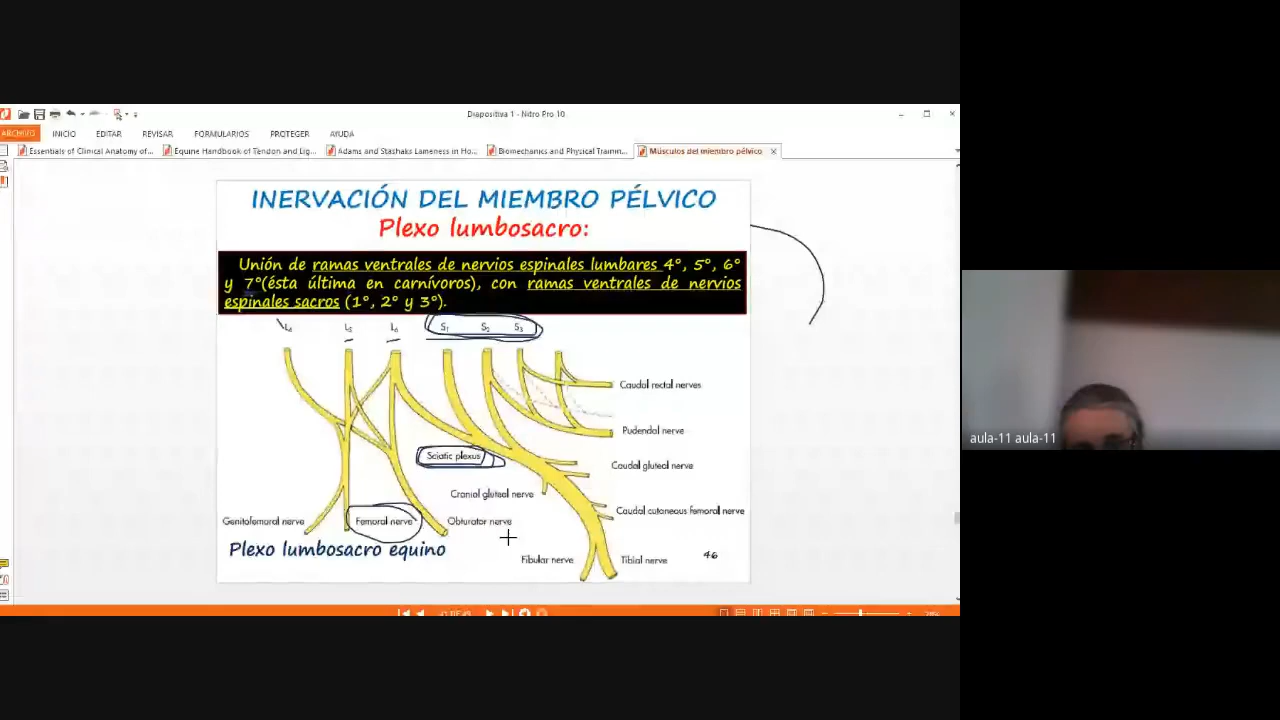 Diapositiva 1 - Nitro Pro 10
ARCHIVO INICIO EDITAR REVISAR FORMULARIOS PROTEGER AYUDA
Essentials of Clinical Anatomy of... Equine Handbook of Tendon and Lig... Adams and Stashaks Lameness in Ho... Biomechanics and Physical Trainin... Músculos del miembro pélvico
INERVACIÓN DEL MIEMBRO PÉLVICO
Plexo lumbosacro:
Unión de ramas ventrales de nervios espinales lumbares 4°, 5°, 6°
y 7°(ésta última en carnívoros), con ramas ventrales de nervios
espinales sacros (1°, 2° y 3°).
L4 L5 L6 S1 S2 S3
Caudal rectal nerves
Pudendal nerve
aula-11 aula-11
Sciatic plexus
Caudal gluteal nerve
Cranial gluteal nerve
Caudal cutaneous femoral nerve
Genitofemoral nerve Femoral nerve Obturator nerve
Plexo lumbosacro equino
Fibular nerve Tibial nerve 46